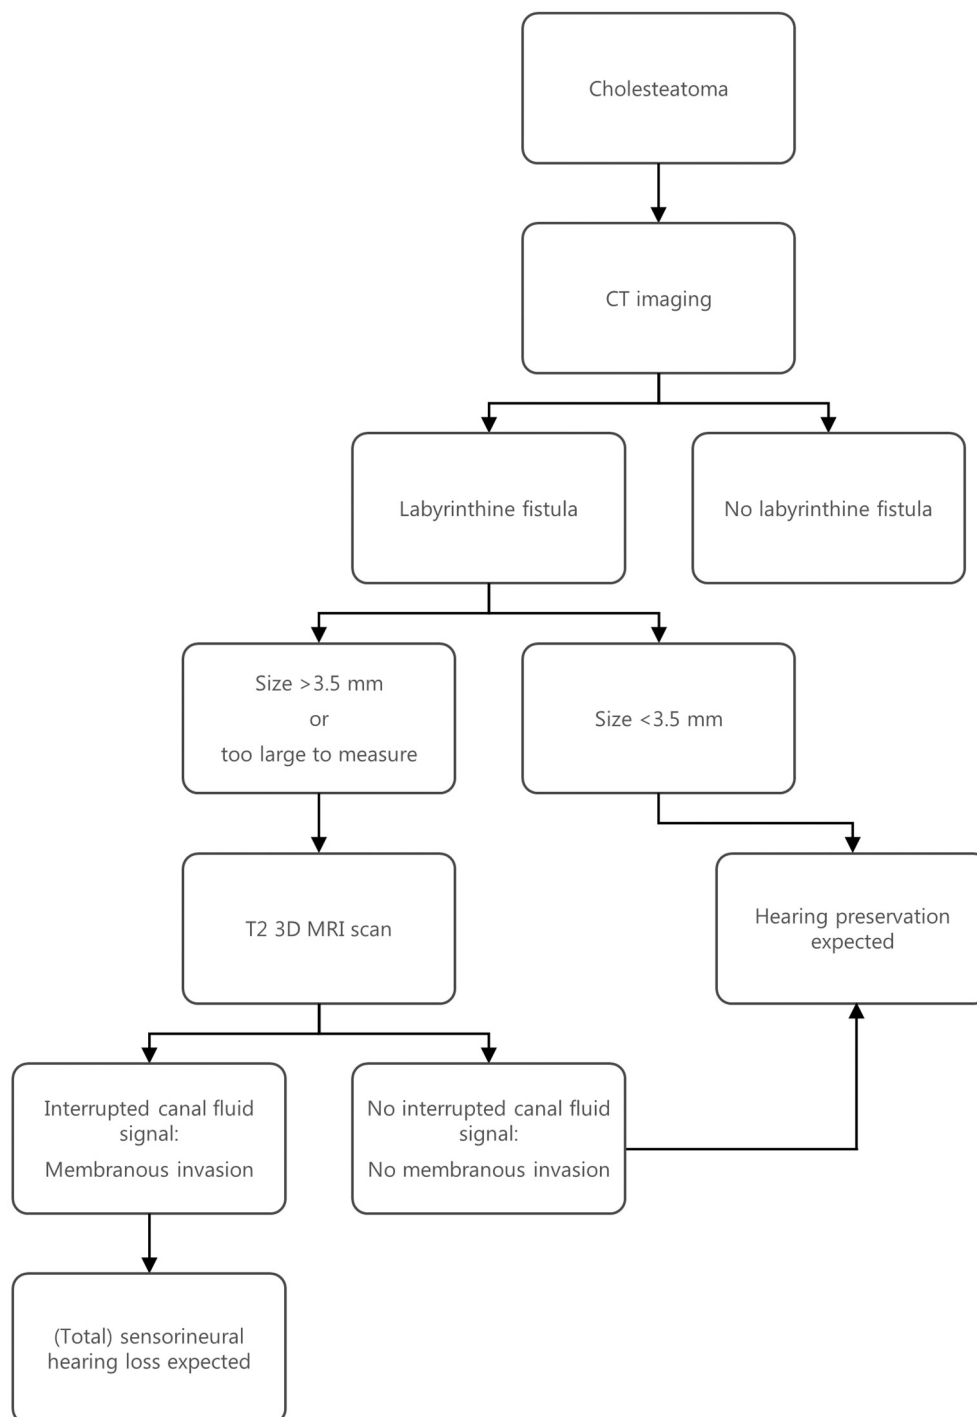 Cholesteatoma
CT imaging
Labyrinthine fistula
No labyrinthine fistula
Size >3.5 mm
or
too large to measure
Size <3.5 mm
T2 3D MRI scan
Hearing preservation
expected
Interrupted canal fluid
signal:
Membranous invasion
No interrupted canal fluid
signal:
No membranous invasion
(Total) sensorineural
hearing loss expected